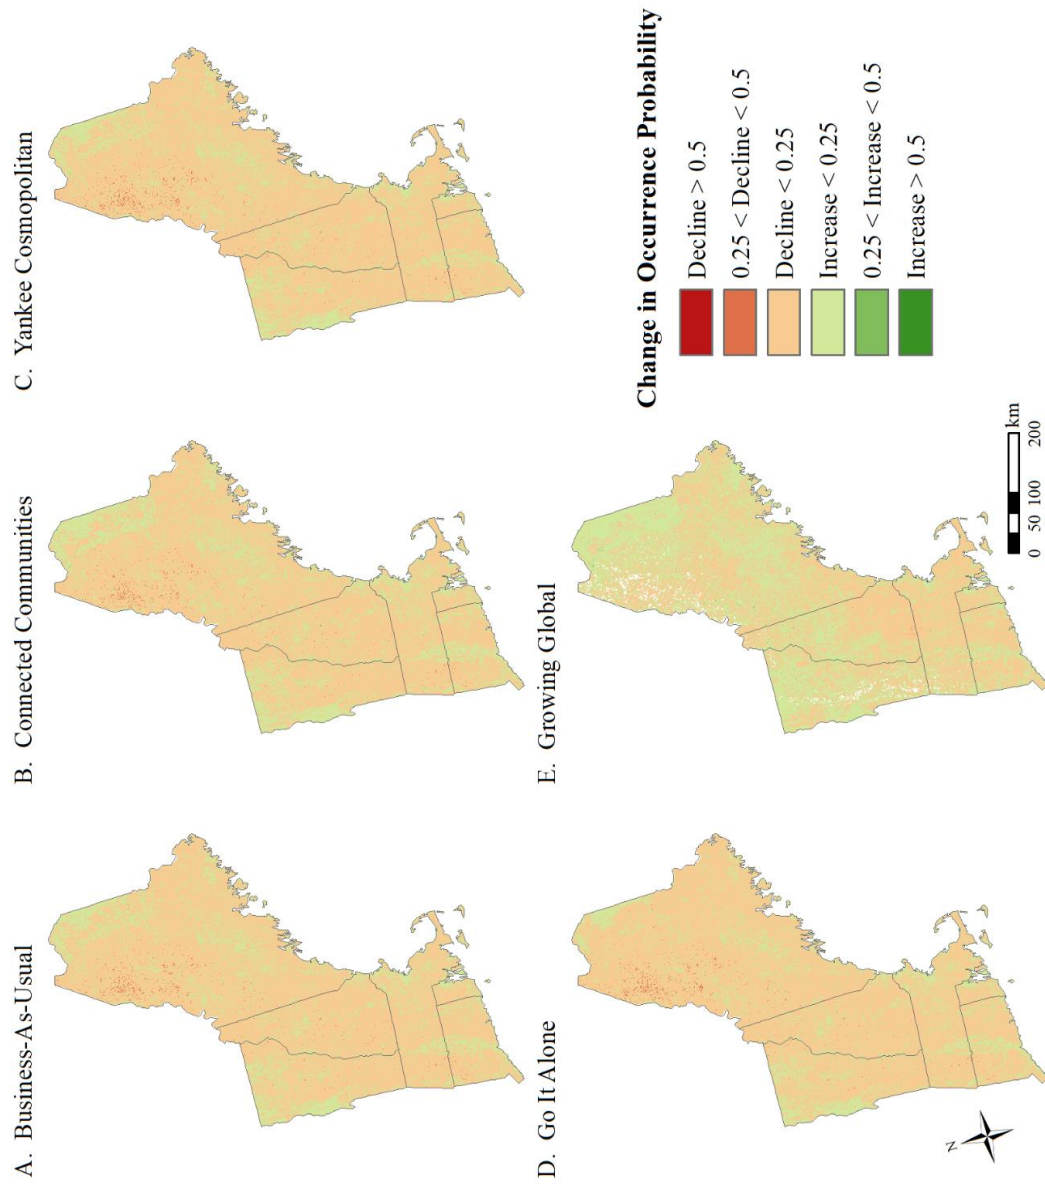 A. Business-As-Usual
B. Connected Communities
C. Yankee Cosmopolitan
D. Go It Alone
E. Growing Global
N
0 50 100 200
km
Change in Occurrence Probability
Decline > 0.5
0.25 < Decline < 0.5
Decline < 0.25
Increase < 0.25
0.25 < Increase < 0.5
Increase > 0.5